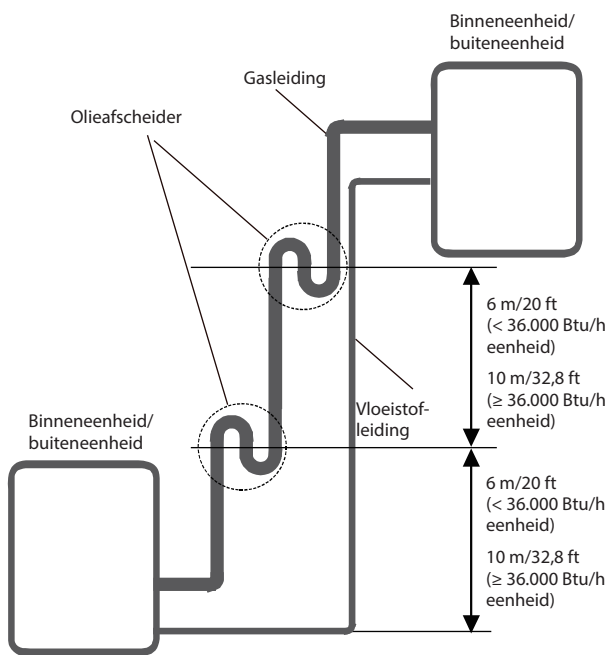 Binneneenheid/
buiteneenheid
Gasleiding
Olieafscheider
6 m/20 ft
(< 36.000 Btu/h
eenheid)
10 m/32,8 ft
(≥ 36.000 Btu/h
eenheid)
Vloeistof-
leiding
Binneneenheid/
buiteneenheid
6 m/20 ft
(< 36.000 Btu/h
eenheid)
10 m/32,8 ft
(≥ 36.000 Btu/h
eenheid)